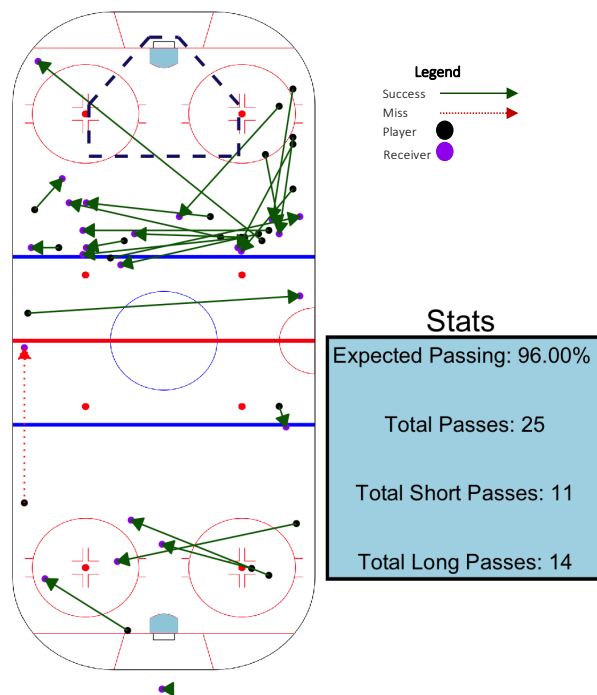 Legend
Success
Miss
Player
Receiver
Stats
Expected Passing: 96.00%
Total Passes: 25
Total Short Passes: 11
Total Long Passes: 14